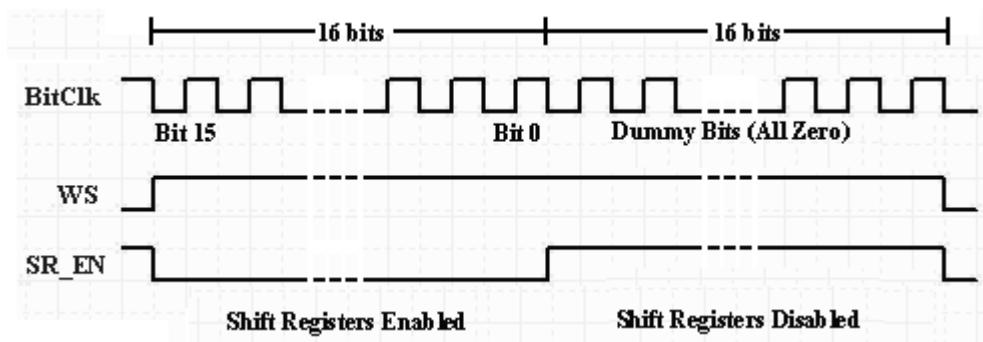 16 bits
16 bits
BitClk
Bit 15
Bit 0
Dummy Bits (All Zero)
WS
SR_EN
Shift Registers Enabled
Shift Registers Disabled